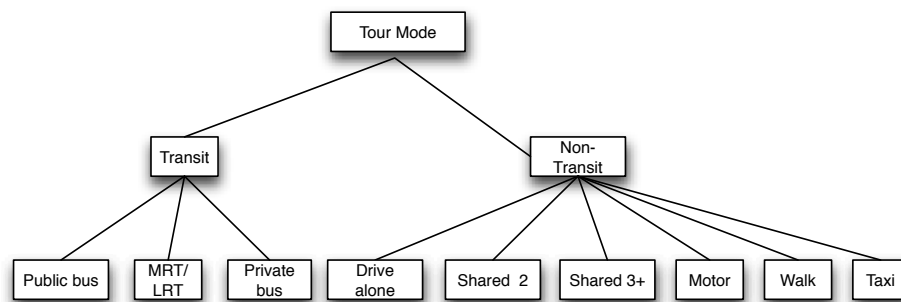 Tour Mode
Transit
Non-
Transit
Public bus
MRT/
LRT
Private
bus
Drive
alone
Shared 2
Shared 3+
Motor
Walk
Taxi